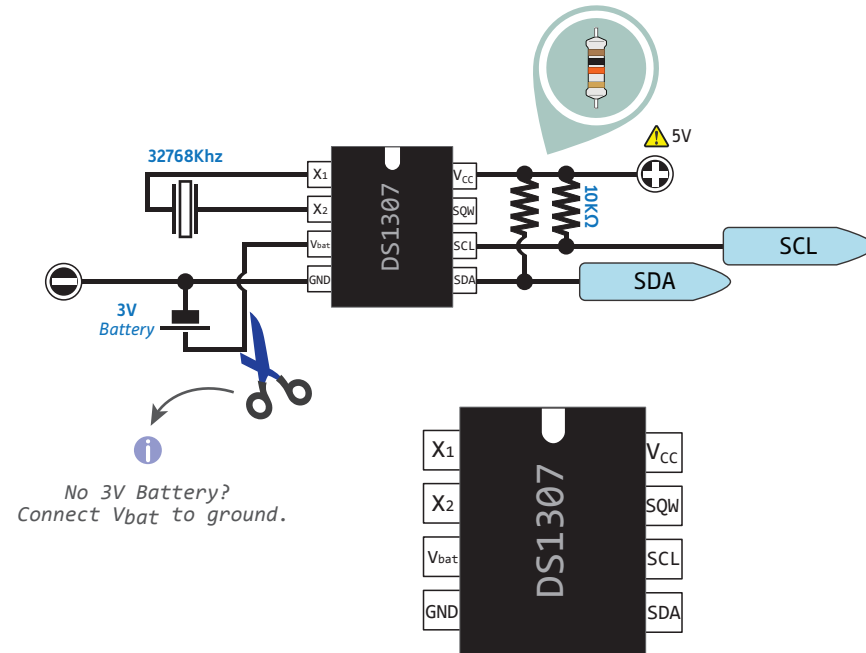 5V
32768Khz
X1
X2
Vbat
GND
DS1307
VCC
SQW
SCL
SDA
10KΩ
SCL
SDA
3V
Battery
i
No 3V Battery?
Connect Vbat to ground.
X1
X2
Vbat
GND
DS1307
VCC
SQW
SCL
SDA